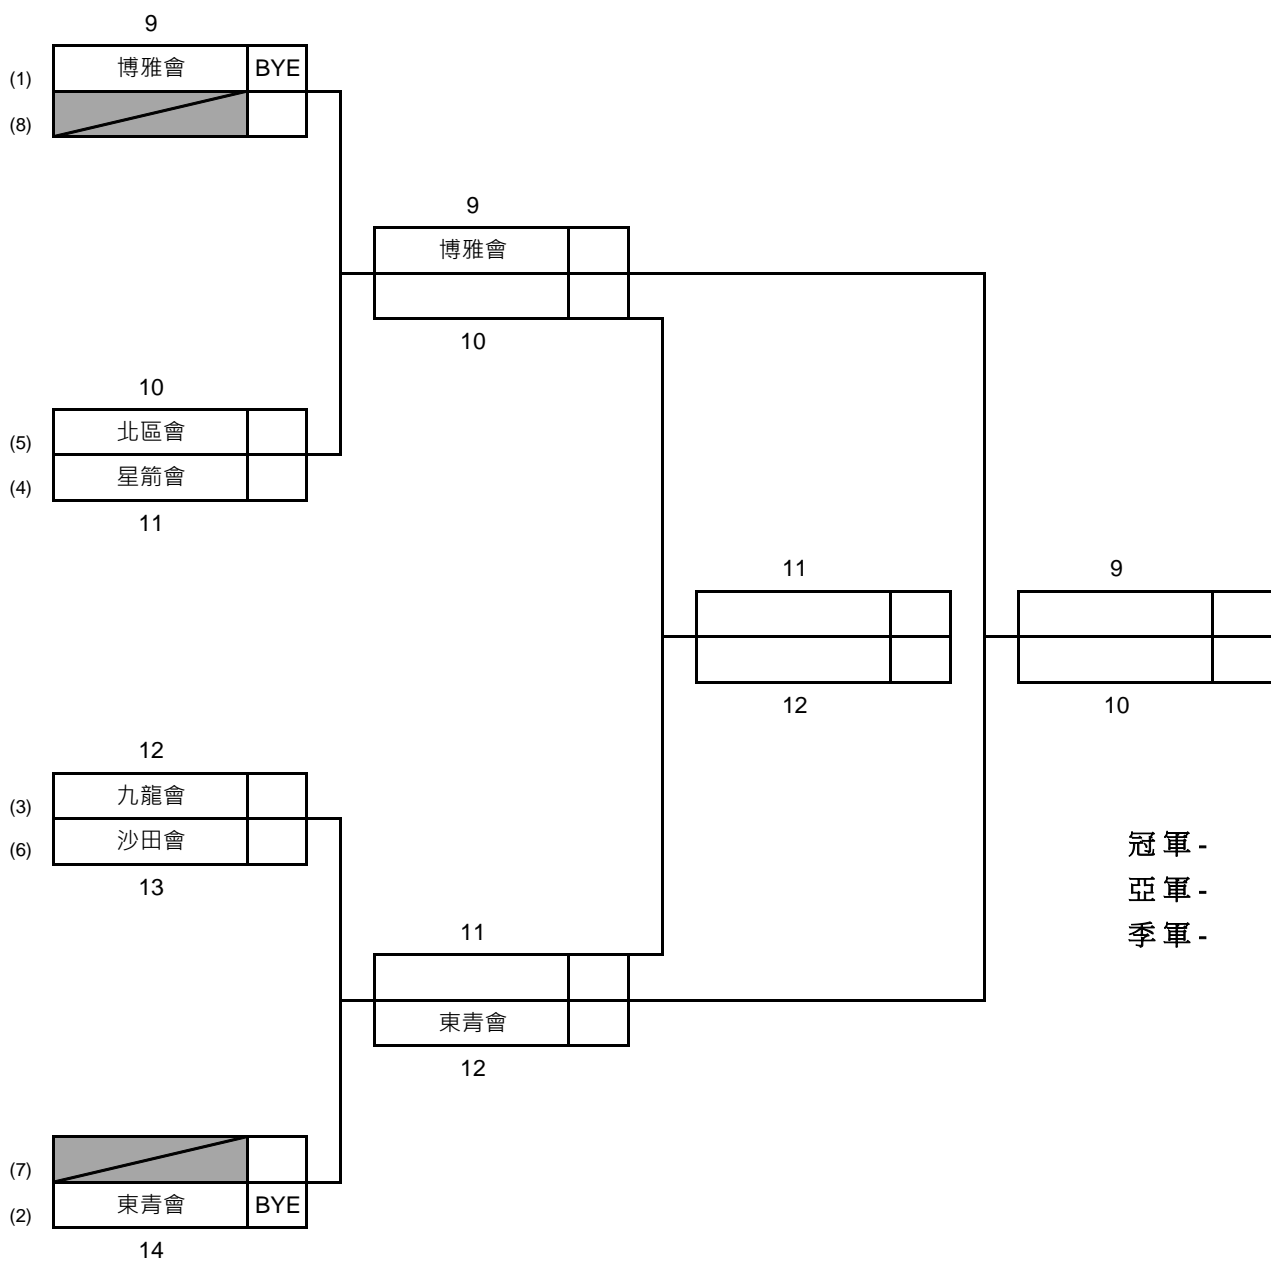 9
(1) 博雅會 BYE
(8)
9
博雅會
10
10
(5) 北區會
(4) 星箭會
11
11
12
9
10
12
(3) 九龍會
(6) 沙田會
13
冠軍-
亞軍-
季軍-
11
東青會
12
(7)
(2) 東青會 BYE
14